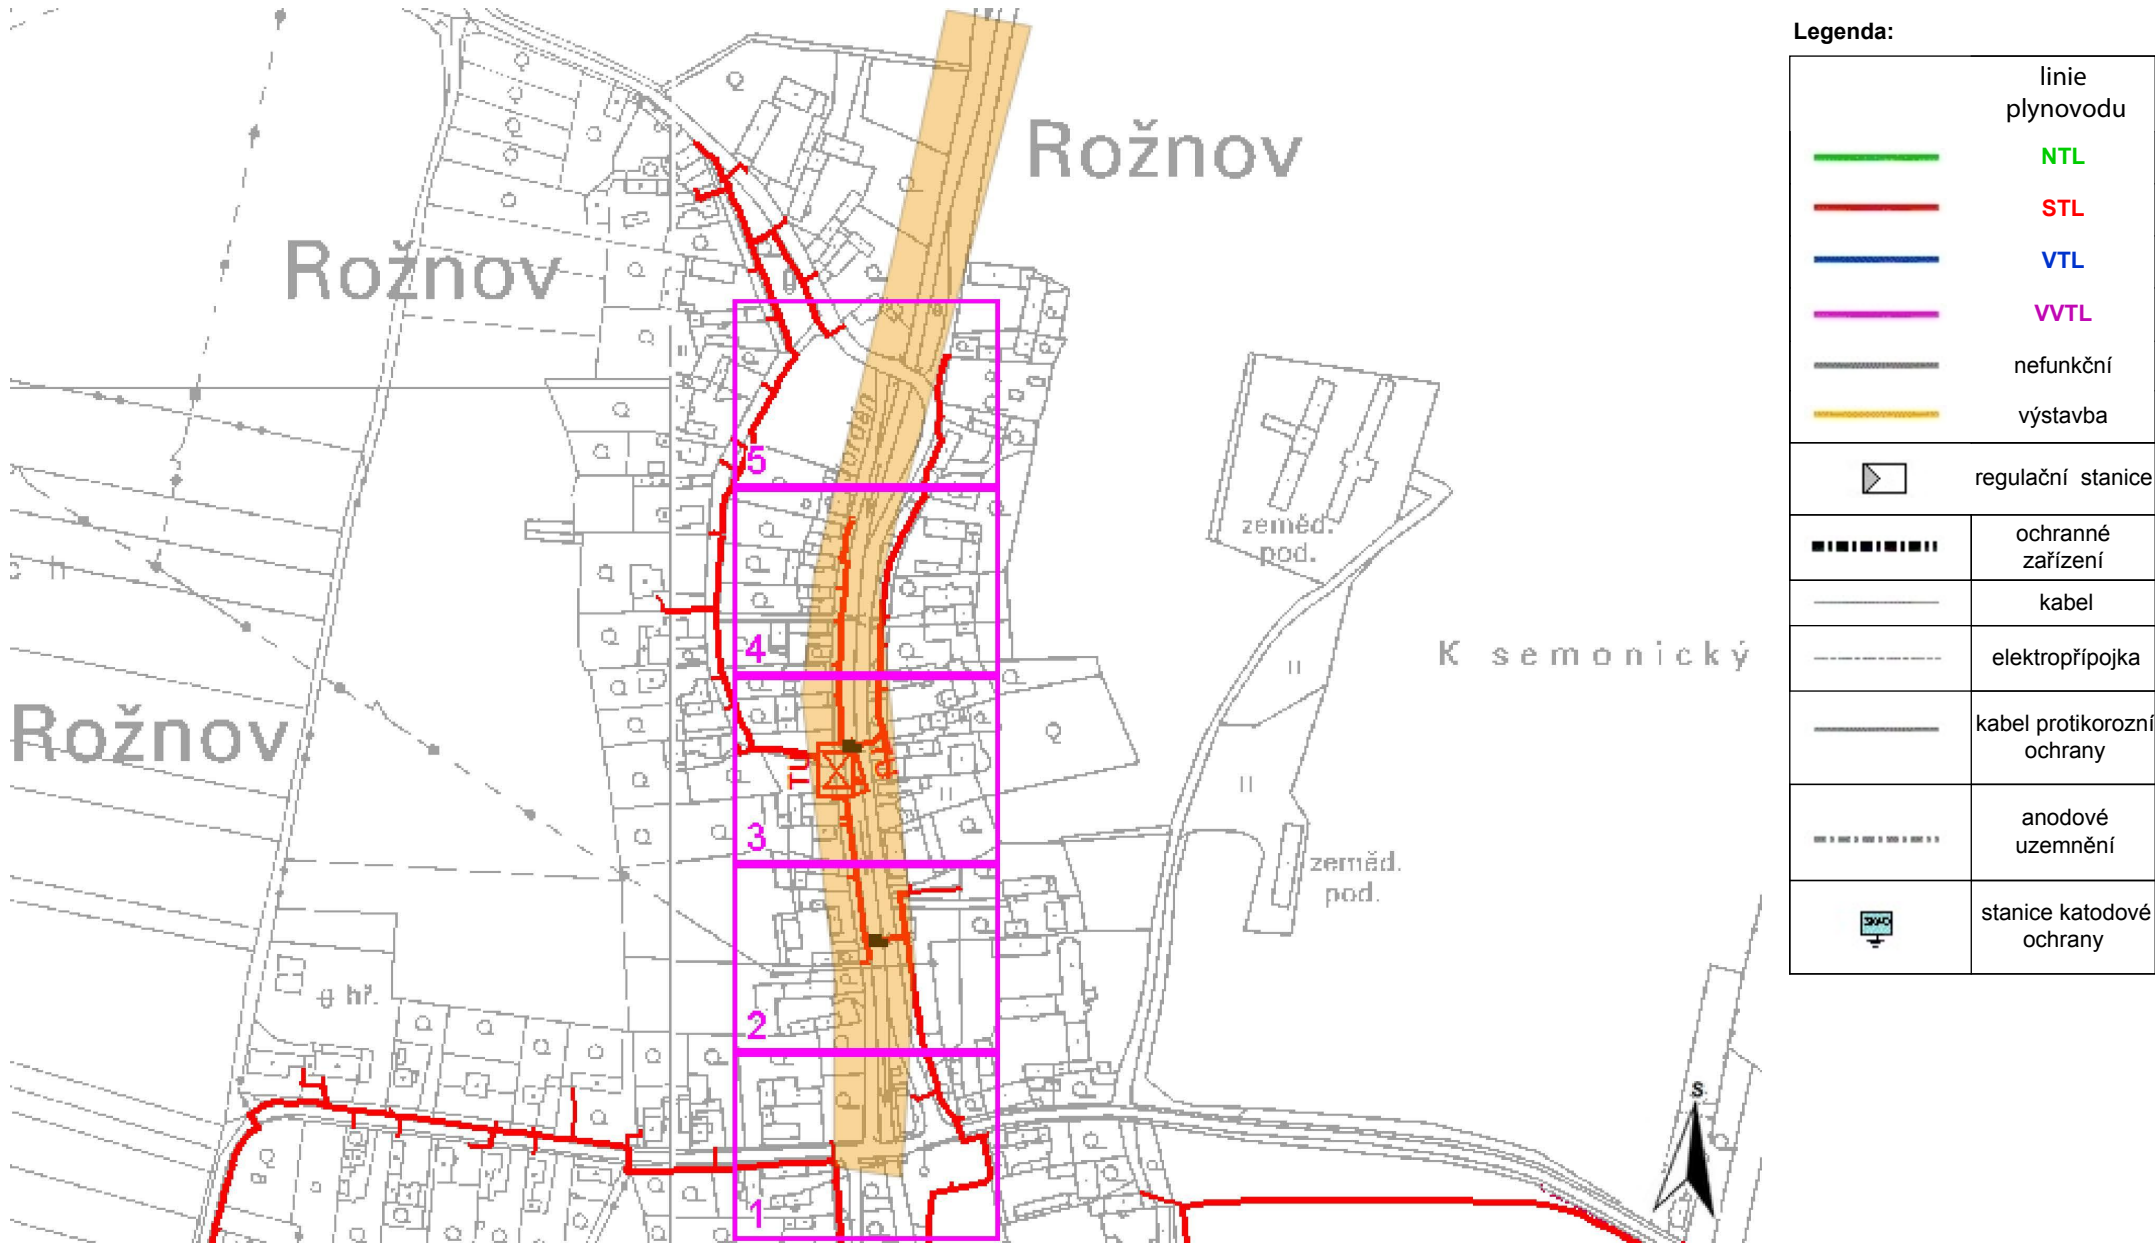 Legenda:
linie
plynovodu
NTL
STL
VTL
VVTL
nefunkční
výstavba
regulační stanice
ochranné
zařízení
kabel
elektropřípojka
kabel protikorozní
ochrany
anodové
uzemnění
stanice katodové
ochrany
Rožnov
Rožnov
Rožnov
zeměd.
pod.
K semonický
zeměd.
pod.
hř.
TU
5
4
3
2
1
S